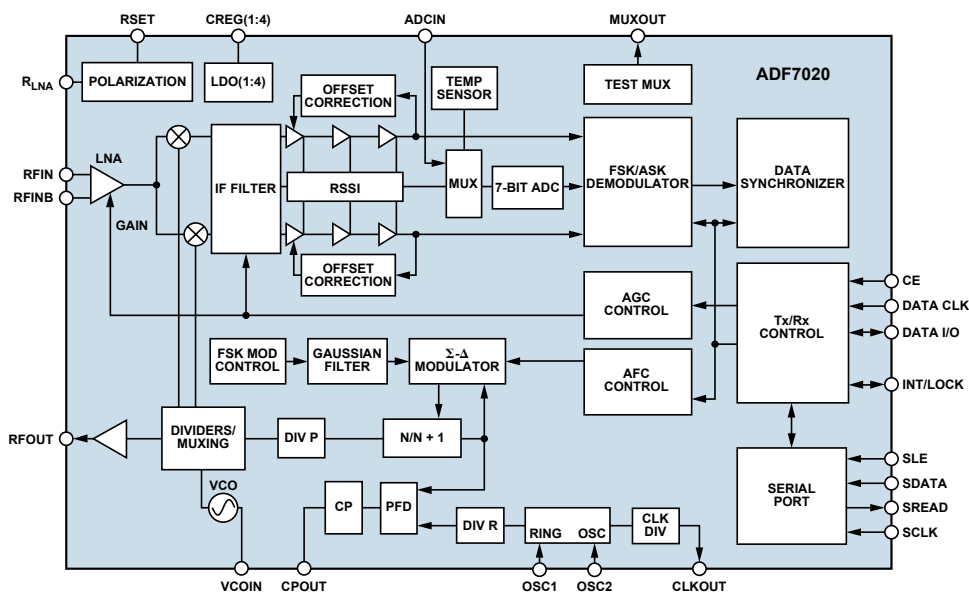 RSET
CREG(1:4)
ADCIN
MUXOUT
R_LNA
POLARIZATION
LDO(1:4)
OFFSET
CORRECTION
TEMP
SENSOR
TEST MUX
ADF7020
LNA
RFIN
RFINB
GAIN
IF FILTER
RSSI
MUX
7-BIT ADC
FSK/ASK
DEMODULATOR
DATA
SYNCHRONIZER
OFFSET
CORRECTION
AGC
CONTROL
Tx/Rx
CONTROL
CE
DATA CLK
DATA I/O
INT/LOCK
FSK MOD
CONTROL
GAUSSIAN
FILTER
Σ-Δ
MODULATOR
AFC
CONTROL
RFOUT
DIVIDERS/
MUXING
DIV P
N/N + 1
VCO
CP
PFD
DIV R
RING
OSC
CLK
DIV
SERIAL
PORT
SLE
SDATA
SREAD
SCLK
VCOIN
CPOUT
OSC1
OSC2
CLKOUT